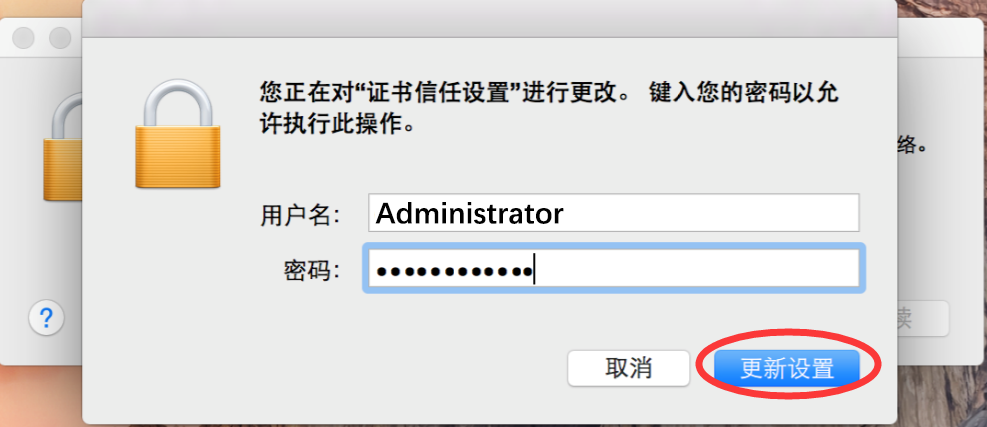 您正在对“证书信任设置”进行更改。 键入您的密码以允
许执行此操作。
络。
用户名：
Administrator
密码：
••••••••••••
?
取消
更新设置
续